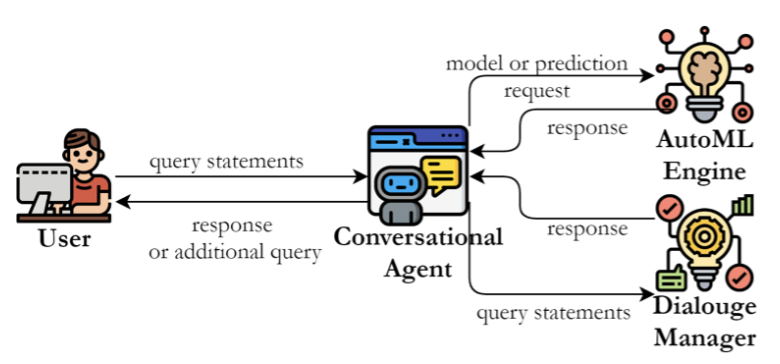 model or prediction
request
response
AutoML
Engine
query statements
response
or additional query
User
Conversational
Agent
response
query statements
Dialouge
Manager